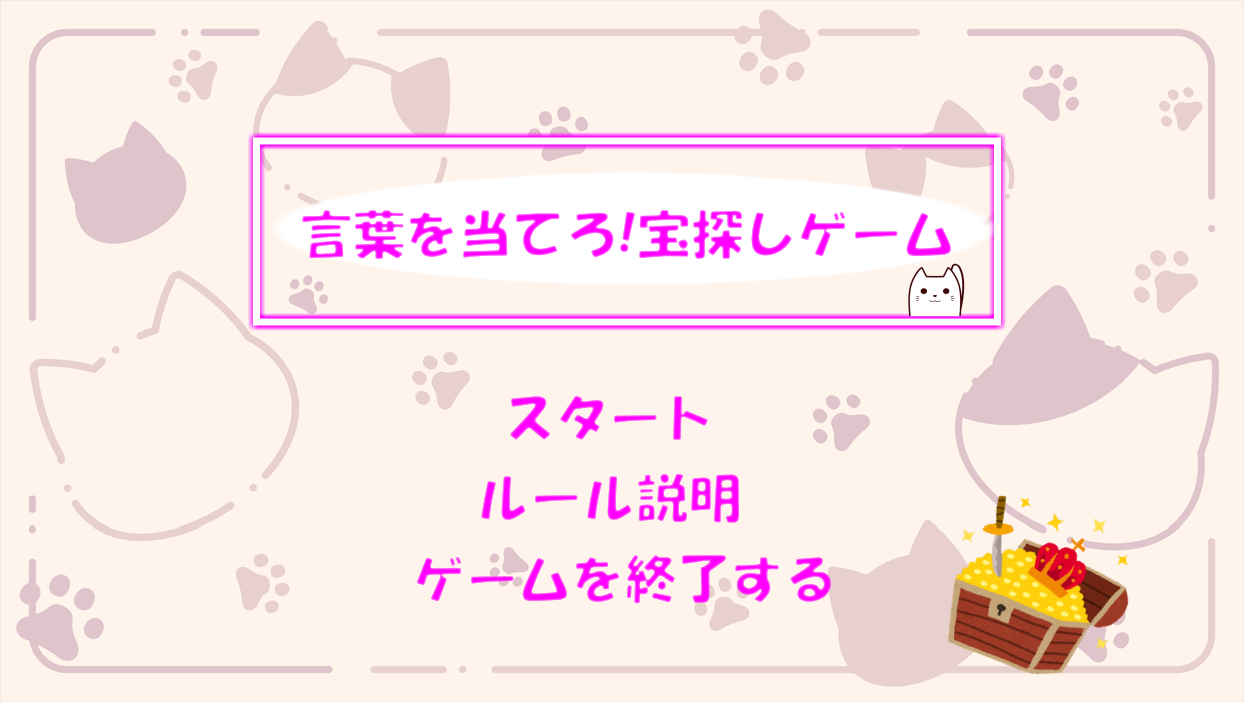 言葉を当てろ!宝探しゲーム
スタート
ルール説明
ゲームを終了する